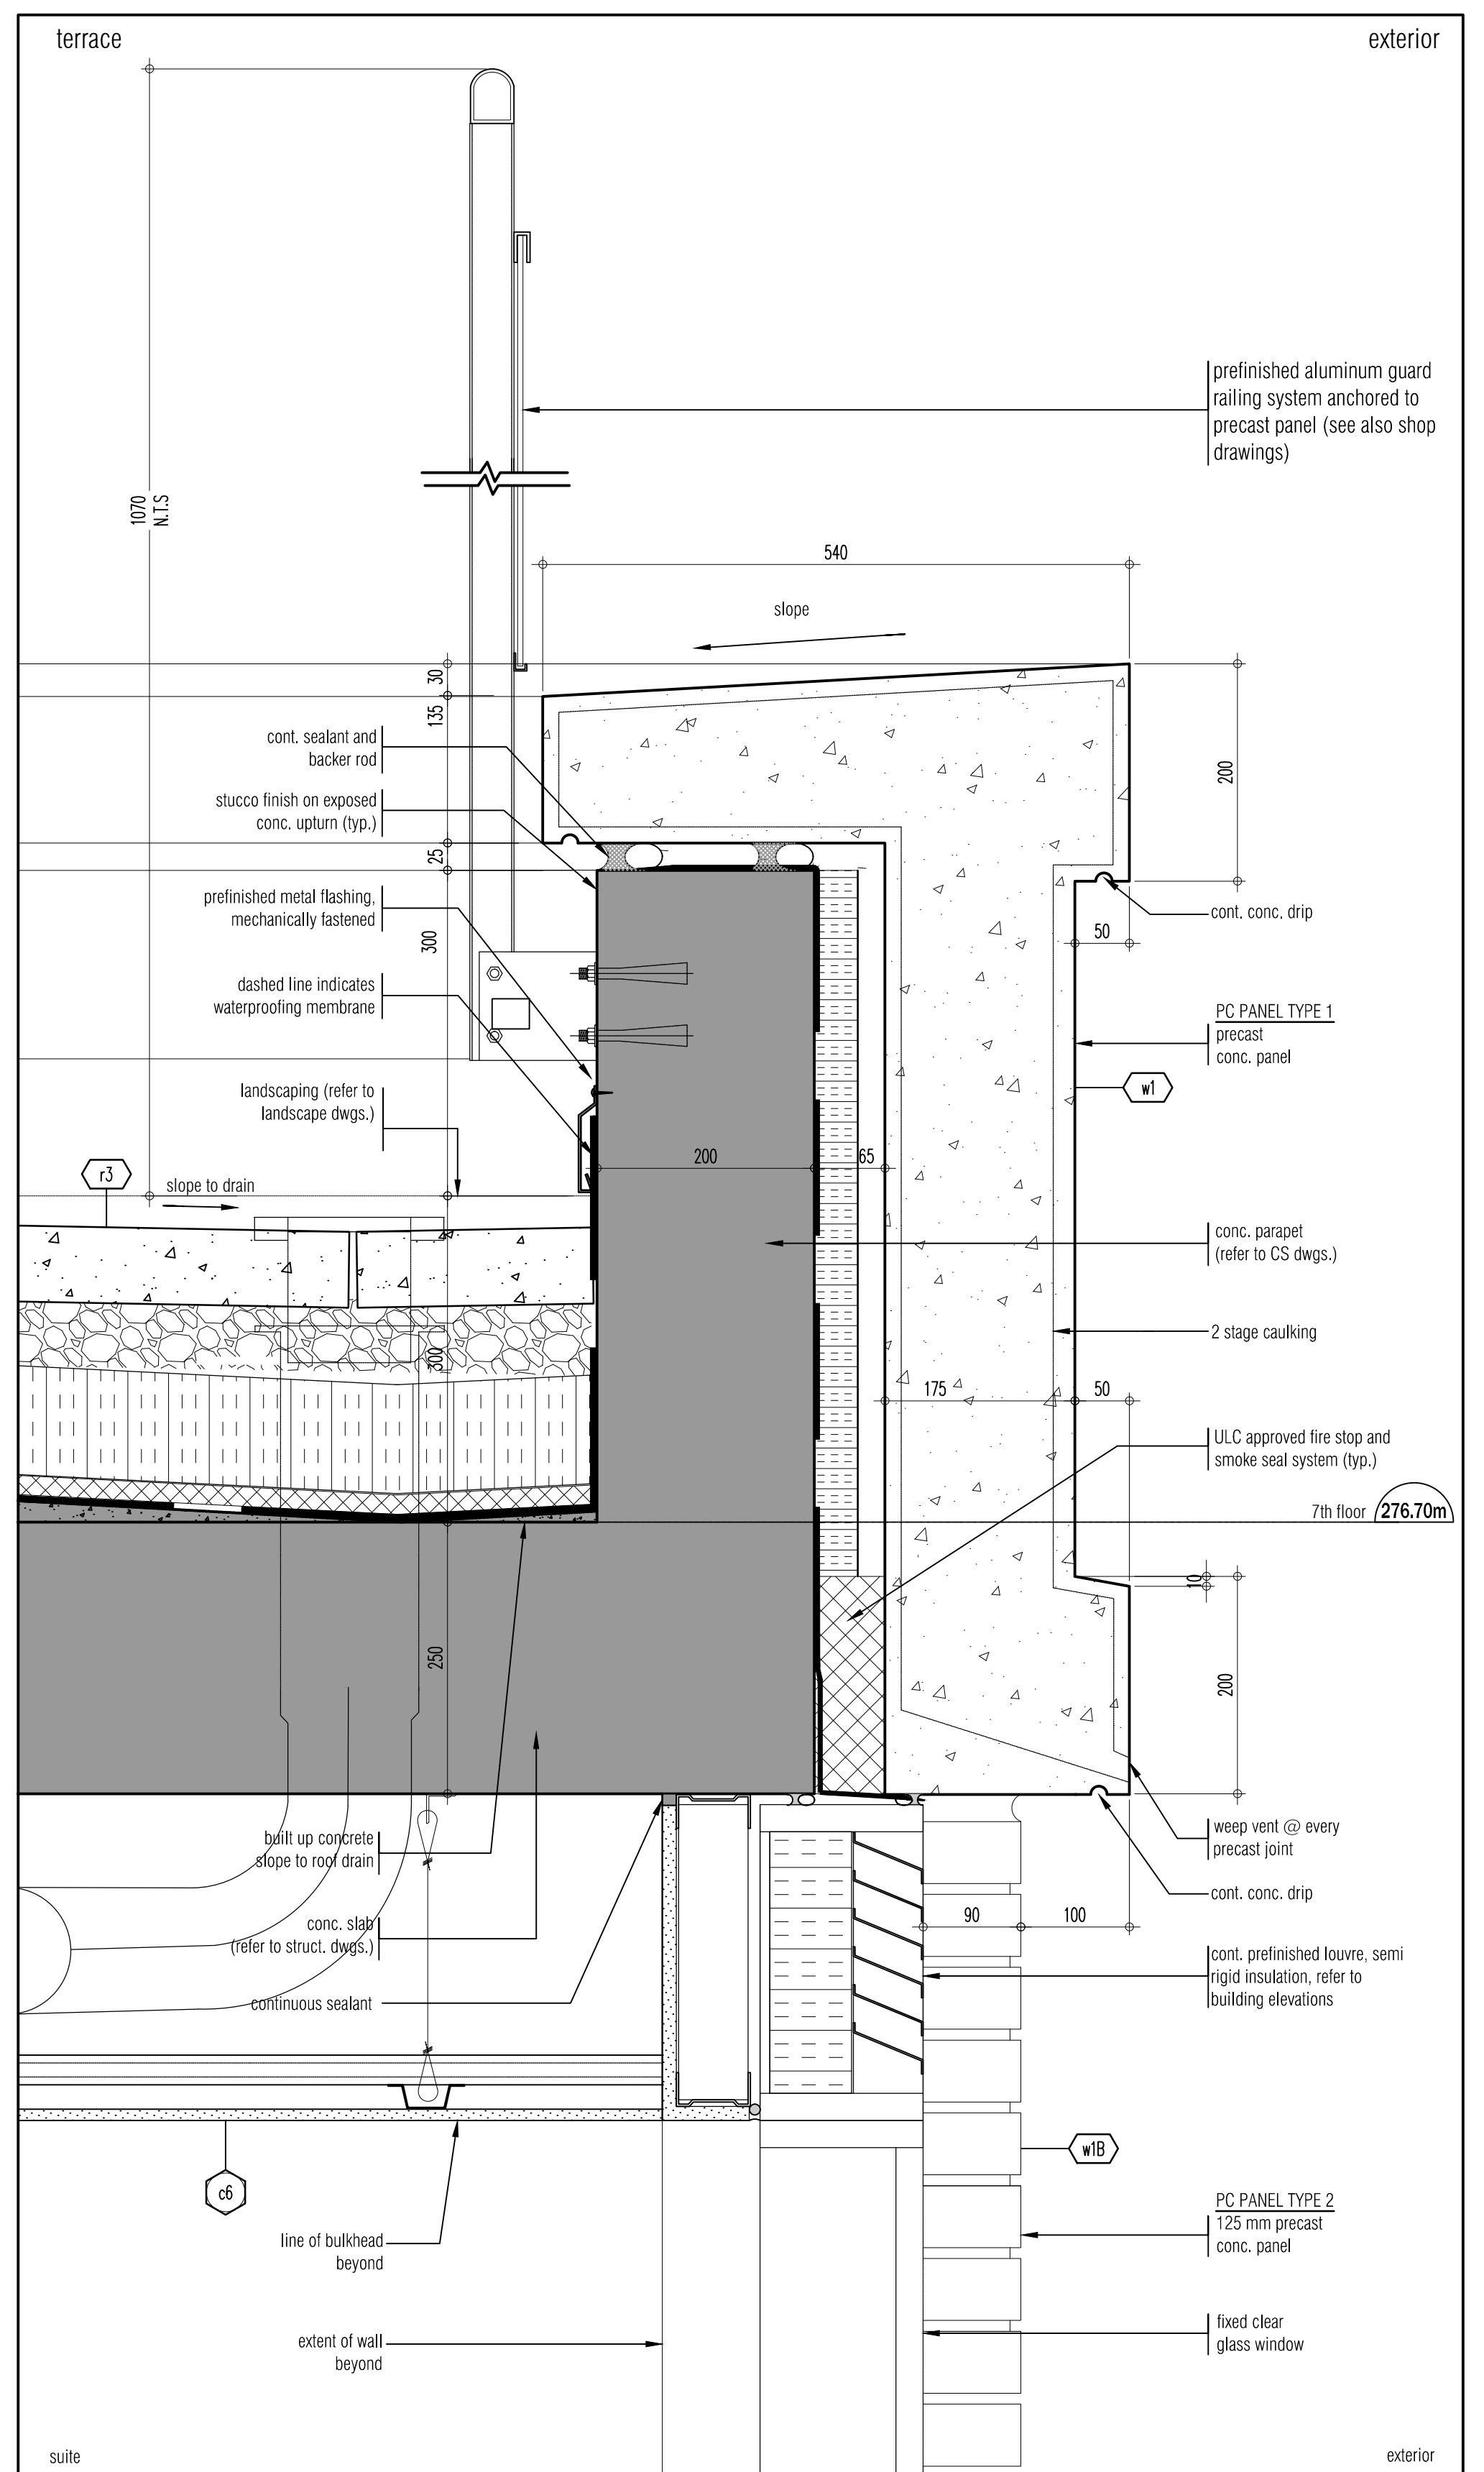 terrace
exterior
prefinished aluminum guard
railing system anchored to
precast panel (see also shop
drawings)
1070
N.T.S
540
slope
30
135
25
300
200
cont. sealant and
backer rod
stucco finish on exposed
conc. upturn (typ.)
prefinished metal flashing,
mechanically fastened
dashed line indicates
waterproofing membrane
landscaping (refer to
landscape dwgs.)
cont. conc. drip
50
PC PANEL TYPE 1
precast
conc. panel
w1
r3
slope to drain
200
65
conc. parapet
(refer to CS dwgs.)
2 stage caulking
300
175
50
ULC approved fire stop and
smoke seal system (typ.)
7th floor 276.70m
10
250
200
built up concrete
slope to roof drain
weep vent @ every
precast joint
cont. conc. drip
conc. slab
(refer to struct. dwgs.)
90
100
continuous sealant
cont. prefinished louvre, semi
rigid insulation, refer to
building elevations
w1B
c6
PC PANEL TYPE 2
125 mm precast
conc. panel
line of bulkhead
beyond
extent of wall
beyond
fixed clear
glass window
suite
exterior